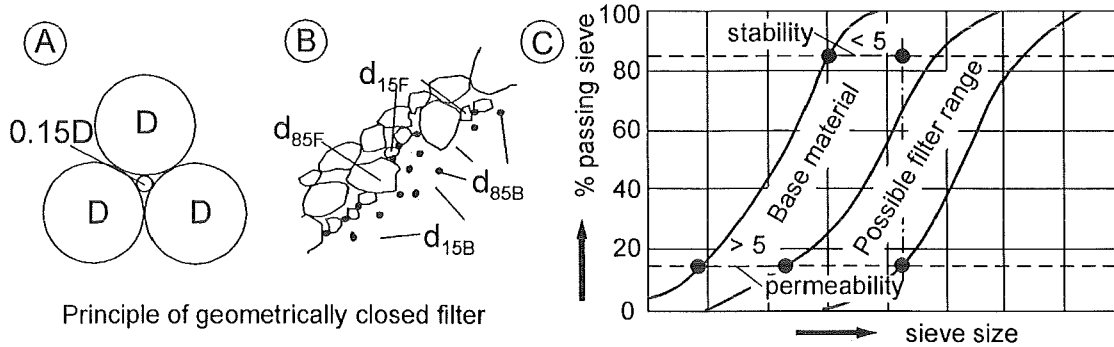 A
D
0.15D
D
D
B
d15F
d85F
d85B
d15B
Principle of geometrically closed filter
C
% passing sieve
100
80
60
40
20
0
stability
< 5
Base material
Possible filter range
> 5
permeability
sieve size